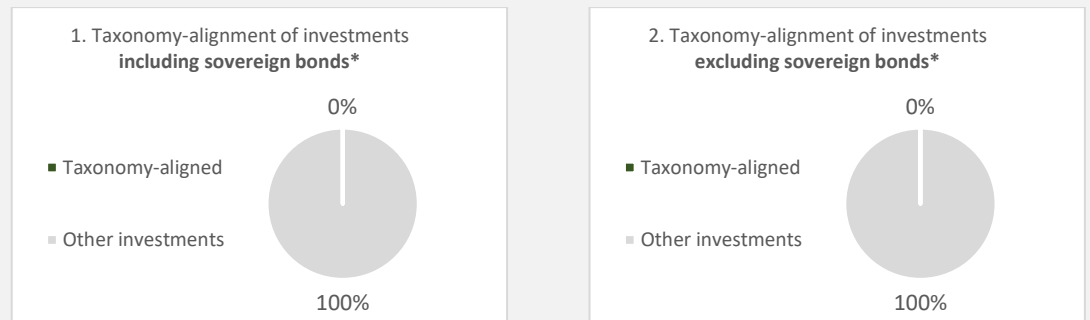 1. Taxonomy-alignment of investments
including sovereign bonds*
0%
Taxonomy-aligned
Other investments
100%
2. Taxonomy-alignment of investments
excluding sovereign bonds*
0%
Taxonomy-aligned
Other investments
100%